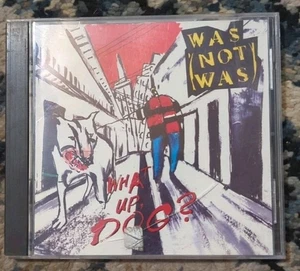 WAS
(NOT
WAS)
WHAT
UP,
DOG?